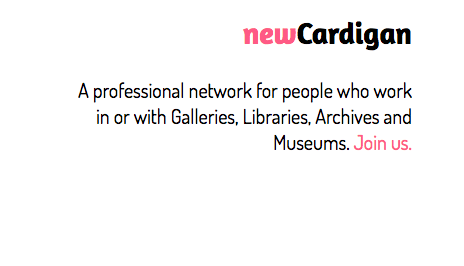 newCardigan
A professional network for people who work
in or with Galleries, Libraries, Archives and
Museums. Join us.